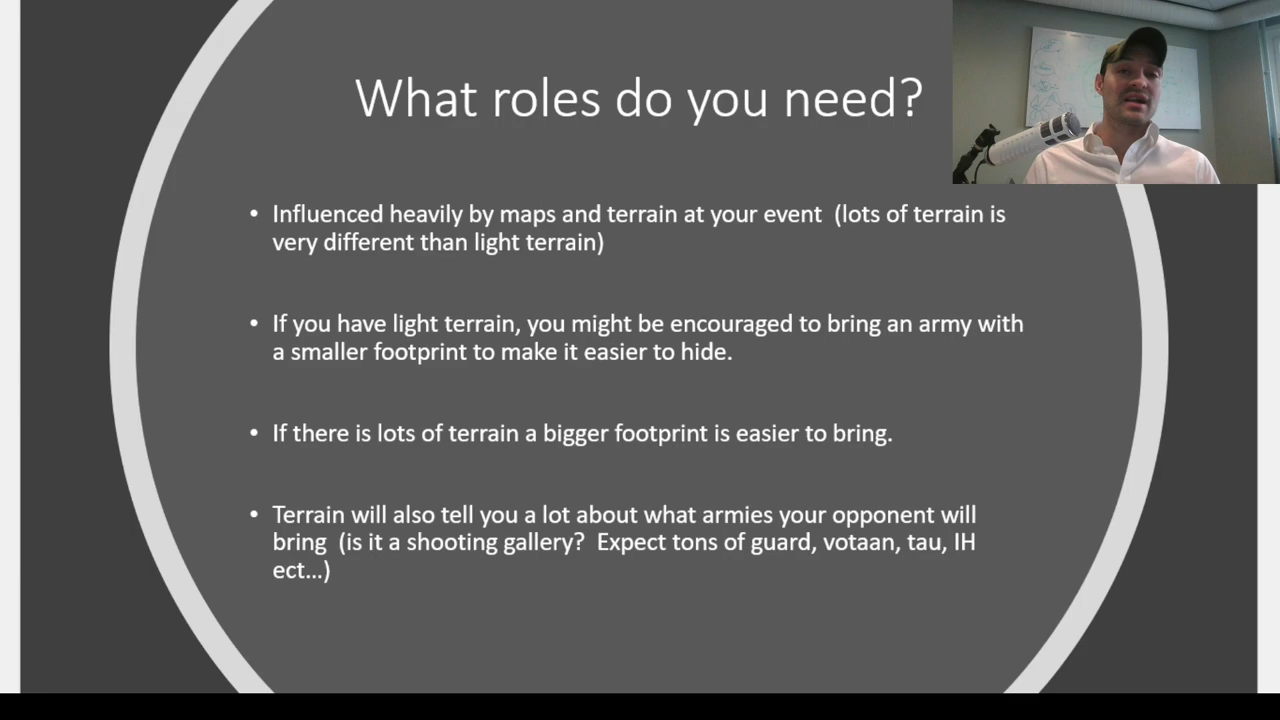 What roles do you need?
• Influenced heavily by maps and terrain at your event  (lots of terrain is
very different than light terrain)
• If you have light terrain, you might be encouraged to bring an army with
a smaller footprint to make it easier to hide.
• If there is lots of terrain a bigger footprint is easier to bring.
• Terrain will also tell you a lot about what armies your opponent will
bring  (is it a shooting gallery?  Expect tons of guard, votaan, tau, IH
ect...)